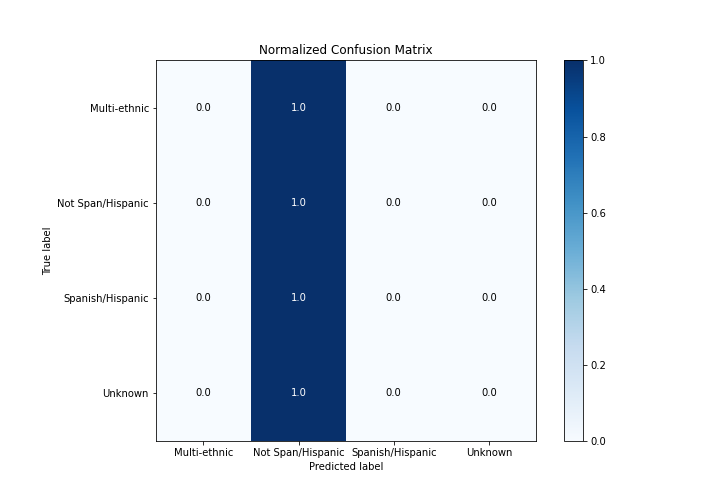 Normalized Confusion Matrix
Multi-ethnic 0.0 1.0 0.0 0.0
Not Span/Hispanic 0.0 1.0 0.0 0.0
True label
Spanish/Hispanic 0.0 1.0 0.0 0.0
Unknown 0.0 1.0 0.0 0.0
Multi-ethnic Not Span/Hispanic Spanish/Hispanic Unknown
Predicted label
1.0
0.8
0.6
0.4
0.2
0.0